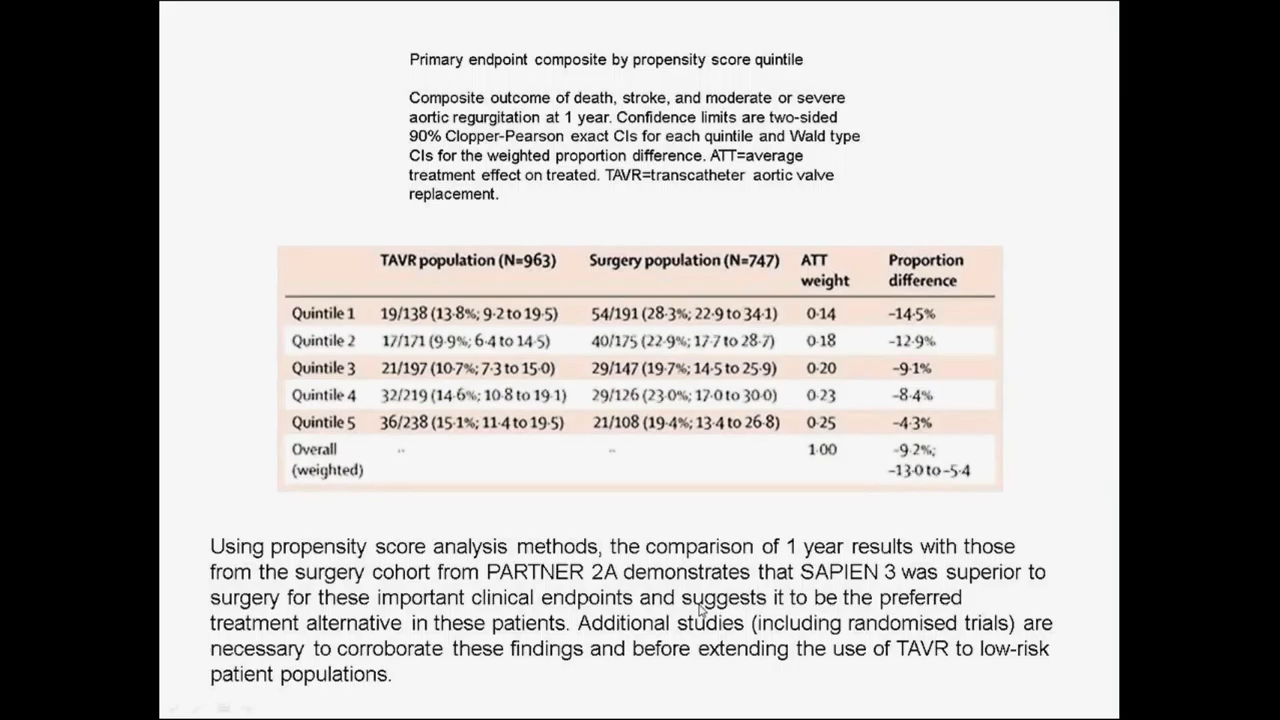 Primary endpoint composite by propensity score quintile
Composite outcome of death, stroke, and moderate or severe
aortic regurgitation at 1 year. Confidence limits are two-sided
90% Clopper-Pearson exact CIs for each quintile and Wald type
CIs for the weighted proportion difference. ATT=average
treatment effect on treated. TAVR=transcatheter aortic valve
replacement.
TAVR population (N=963) Surgery population (N=747) ATT weight Proportion difference
Quintile 1 19/138 (13·8%; 9·2 to 19·5) 54/191 (28·3%; 22·9 to 34·1) 0·14 –14·5%
Quintile 2 17/171 (9·9%; 6·4 to 14·5) 40/175 (22·9%; 17·7 to 28·7) 0·18 –12·9%
Quintile 3 21/197 (10·7%; 7·3 to 15·0) 29/147 (19·7%; 14·5 to 25·9) 0·20 –9·1%
Quintile 4 32/219 (14·6%; 10·8 to 19·1) 29/126 (23·0%; 17·0 to 30·0) 0·23 –8·4%
Quintile 5 36/238 (15·1%; 11·4 to 19·5) 21/108 (19·4%; 13·4 to 26·8) 0·25 –4·3%
Overall (weighted) ·· ·· 1·00 –9·2%; –13·0 to –5·4
Using propensity score analysis methods, the comparison of 1 year results with those
from the surgery cohort from PARTNER 2A demonstrates that SAPIEN 3 was superior to
surgery for these important clinical endpoints and suggests it to be the preferred
treatment alternative in these patients. Additional studies (including randomised trials) are
necessary to corroborate these findings and before extending the use of TAVR to low-risk
patient populations.